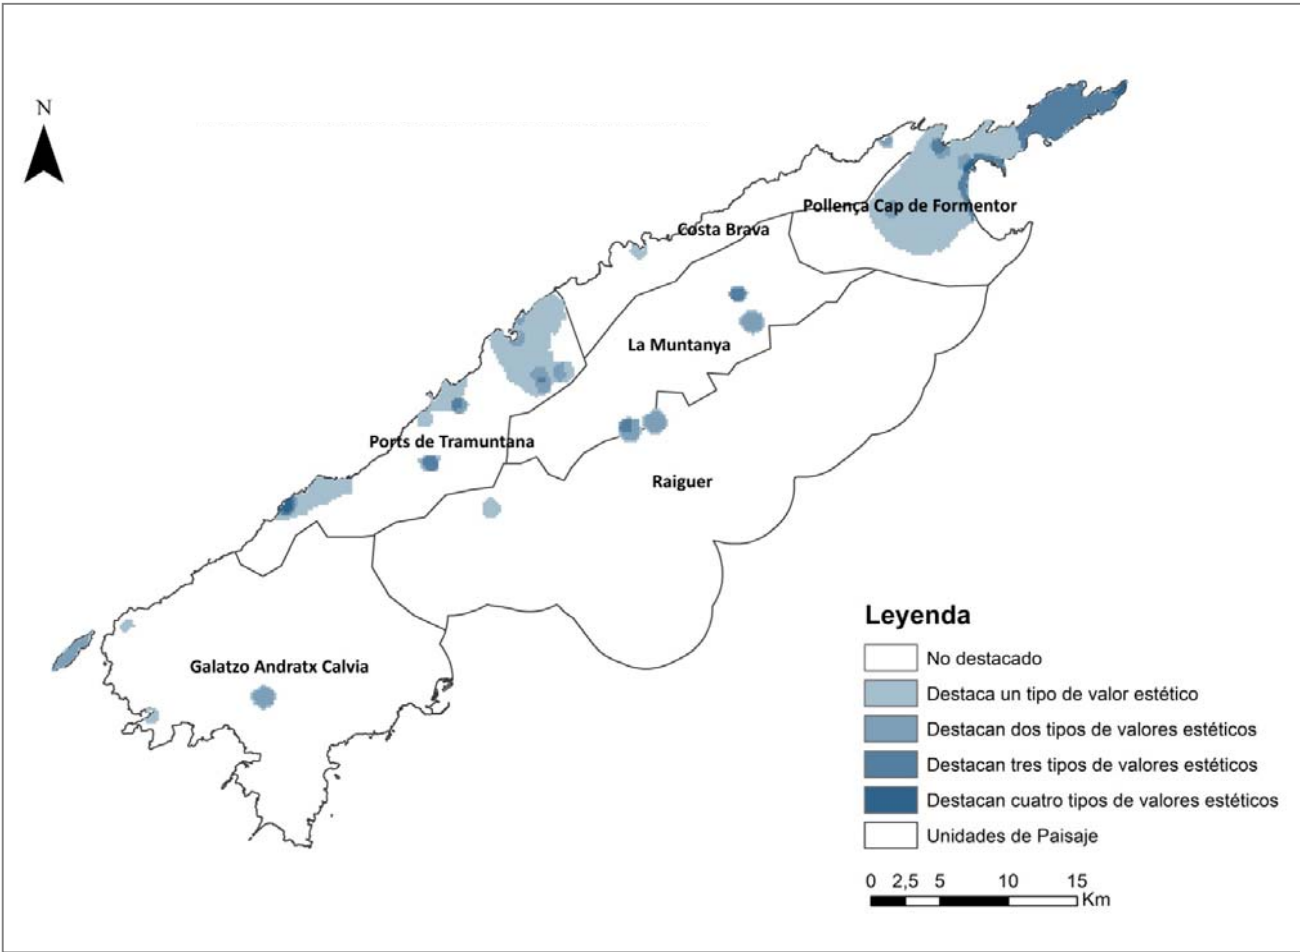 N
Pollença Cap de Formentor
Costa Brava
La Muntanya
Ports de Tramuntana
Raiguer
Galatzo Andratx Calvia
Leyenda
No destacado
Destaca un tipo de valor estético
Destacan dos tipos de valores estéticos
Destacan tres tipos de valores estéticos
Destacan cuatro tipos de valores estéticos
Unidades de Paisaje
0 2,5 5 10 15
Km